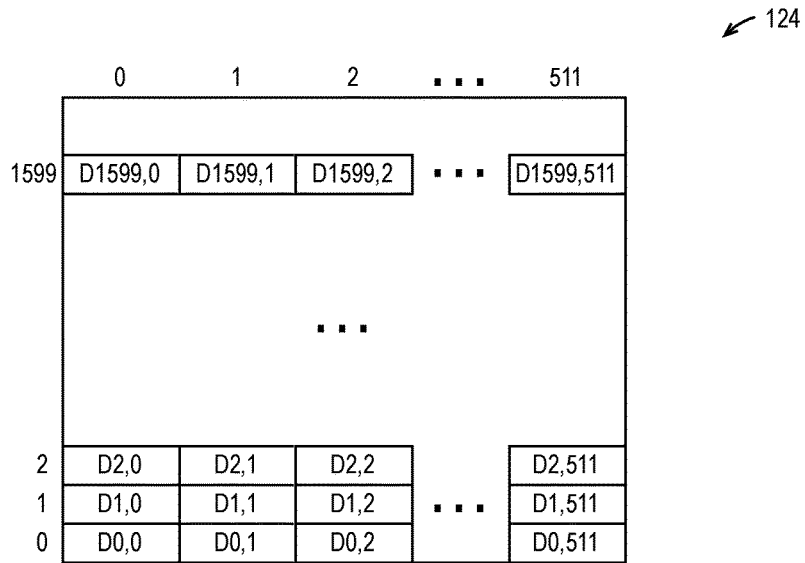 124
0 1 2 ... 511
1599 D1599,0 D1599,1 D1599,2 ... D1599,511
...
2 D2,0 D2,1 D2,2 D2,511
1 D1,0 D1,1 D1,2 ... D1,511
0 D0,0 D0,1 D0,2 D0,511